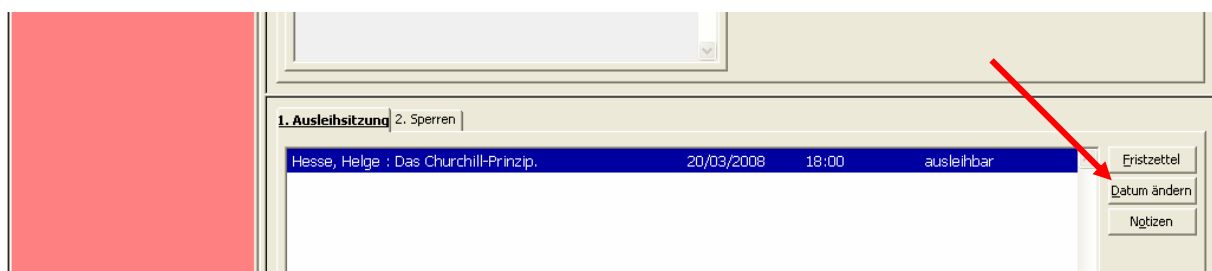 1. Ausleihsitzung 2. Sperren
Hesse, Helge : Das Churchill-Prinzip. 20/03/2008 18:00 ausleihbar
Fristzettel
Datum ändern
Notizen